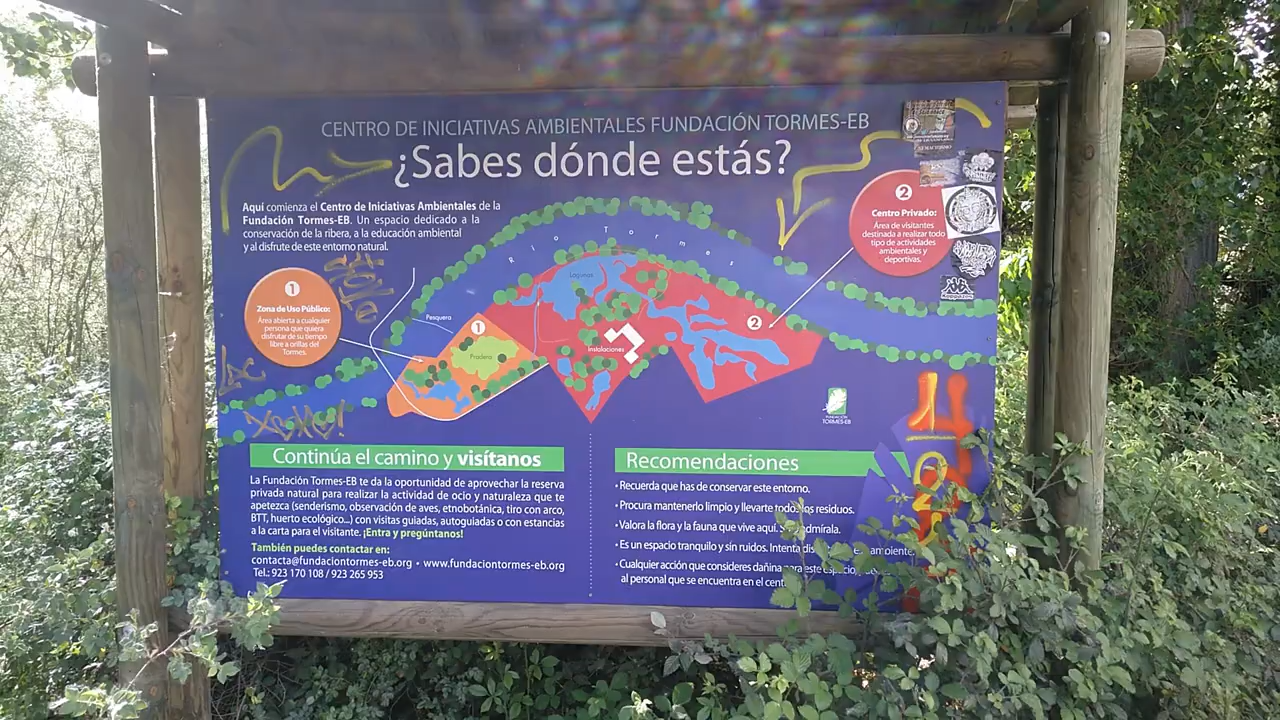 CENTRO DE INICIATIVAS AMBIENTALES FUNDACIÓN TORMES-EB
¿Sabes dónde estás?
Aquí comienza el Centro de Iniciativas Ambientales de la
Fundación Tormes-EB. Un espacio dedicado a la
conservación de la ribera, a la educación ambiental
y al disfrute de este entorno natural.
1
Zona de Uso Público:
Área abierta a cualquier
persona que quiera
disfrutar de su tiempo
libre a orillas del
Tormes.
2
Centro Privado:
Área de visitantes
destinada a realizar todo
tipo de actividades
ambientales y
deportivas.
Kappazos
Río Tormes
Lagunas
Pesquera
1
Pradera
Instalaciones
2
FUNDACIÓN
TORMES-EB
Continúa el camino y visítanos
La Fundación Tormes-EB te da la oportunidad de aprovechar la reserva
privada natural para realizar la actividad de ocio y naturaleza que te
apetezca (senderismo, observación de aves, etnobotánica, tiro con arco,
BTT, huerto ecológico...) con visitas guiadas, autoguiadas o con estancias
a la carta para el visitante. ¡Entra y pregúntanos!
También puedes contactar en:
contacta@fundaciontormes-eb.org • www.fundaciontormes-eb.org
Tel.: 923 170 108 / 923 265 953
Recomendaciones
• Recuerda que has de conservar este entorno.
• Procura mantenerlo limpio y llevarte todos los residuos.
• Valora la flora y la fauna que vive aquí. admírala.
• Es un espacio tranquilo y sin ruidos. Intenta ambiente.
• Cualquier acción que consideres dañina para este espacio
al personal que se encuentra en el